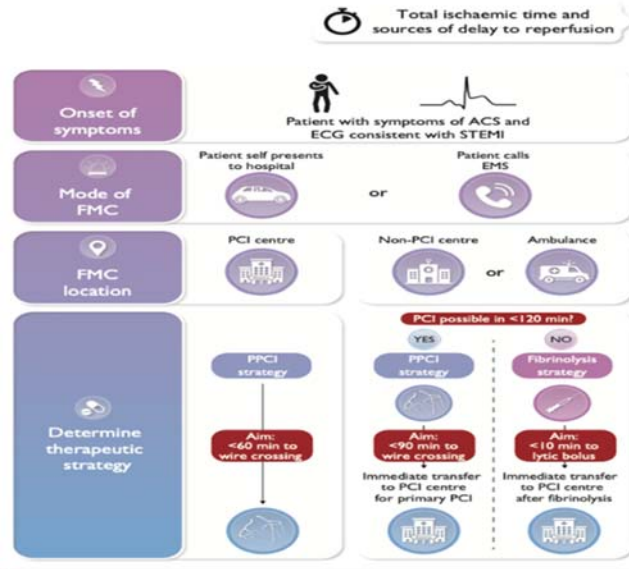 Total ischaemic time and
sources of delay to reperfusion
Onset of
symptoms
Patient with symptoms of ACS and
ECG consistent with STEMI
Mode of
FMC
Patient self presents
to hospital
or
Patient calls
EMS
FMC
location
PCI centre
Non-PCI centre
or
Ambulance
Determine
therapeutic
strategy
PPCI
strategy
Aim:
<60 min to
wire crossing
PCI possible in <120 min?
YES
PPCI
strategy
Aim:
<90 min to
wire crossing
Immediate transfer
to PCI centre
for primary PCI
NO
Fibrinolysis
strategy
Aim:
<10 min to
lytic bolus
Immediate transfer
to PCI centre
after fibrinolysis